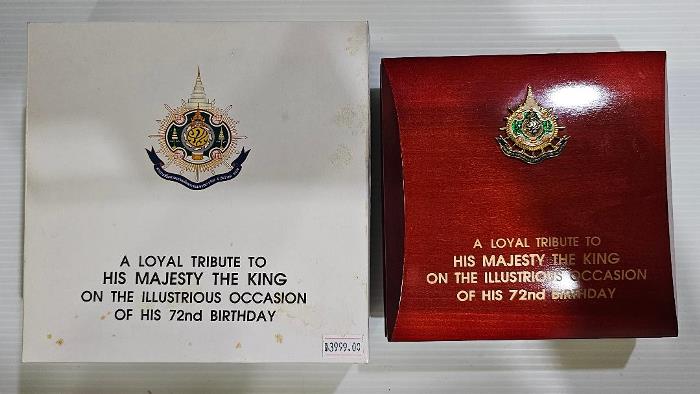 A LOYAL TRIBUTE TO
HIS MAJESTY THE KING
ON THE ILLUSTRIOUS OCCASION
OF HIS 72nd BIRTHDAY
฿3999.00
A LOYAL TRIBUTE TO
HIS MAJESTY THE KING
ON THE ILLUSTRIOUS OCCASION
OF HIS 72nd BIRTHDAY